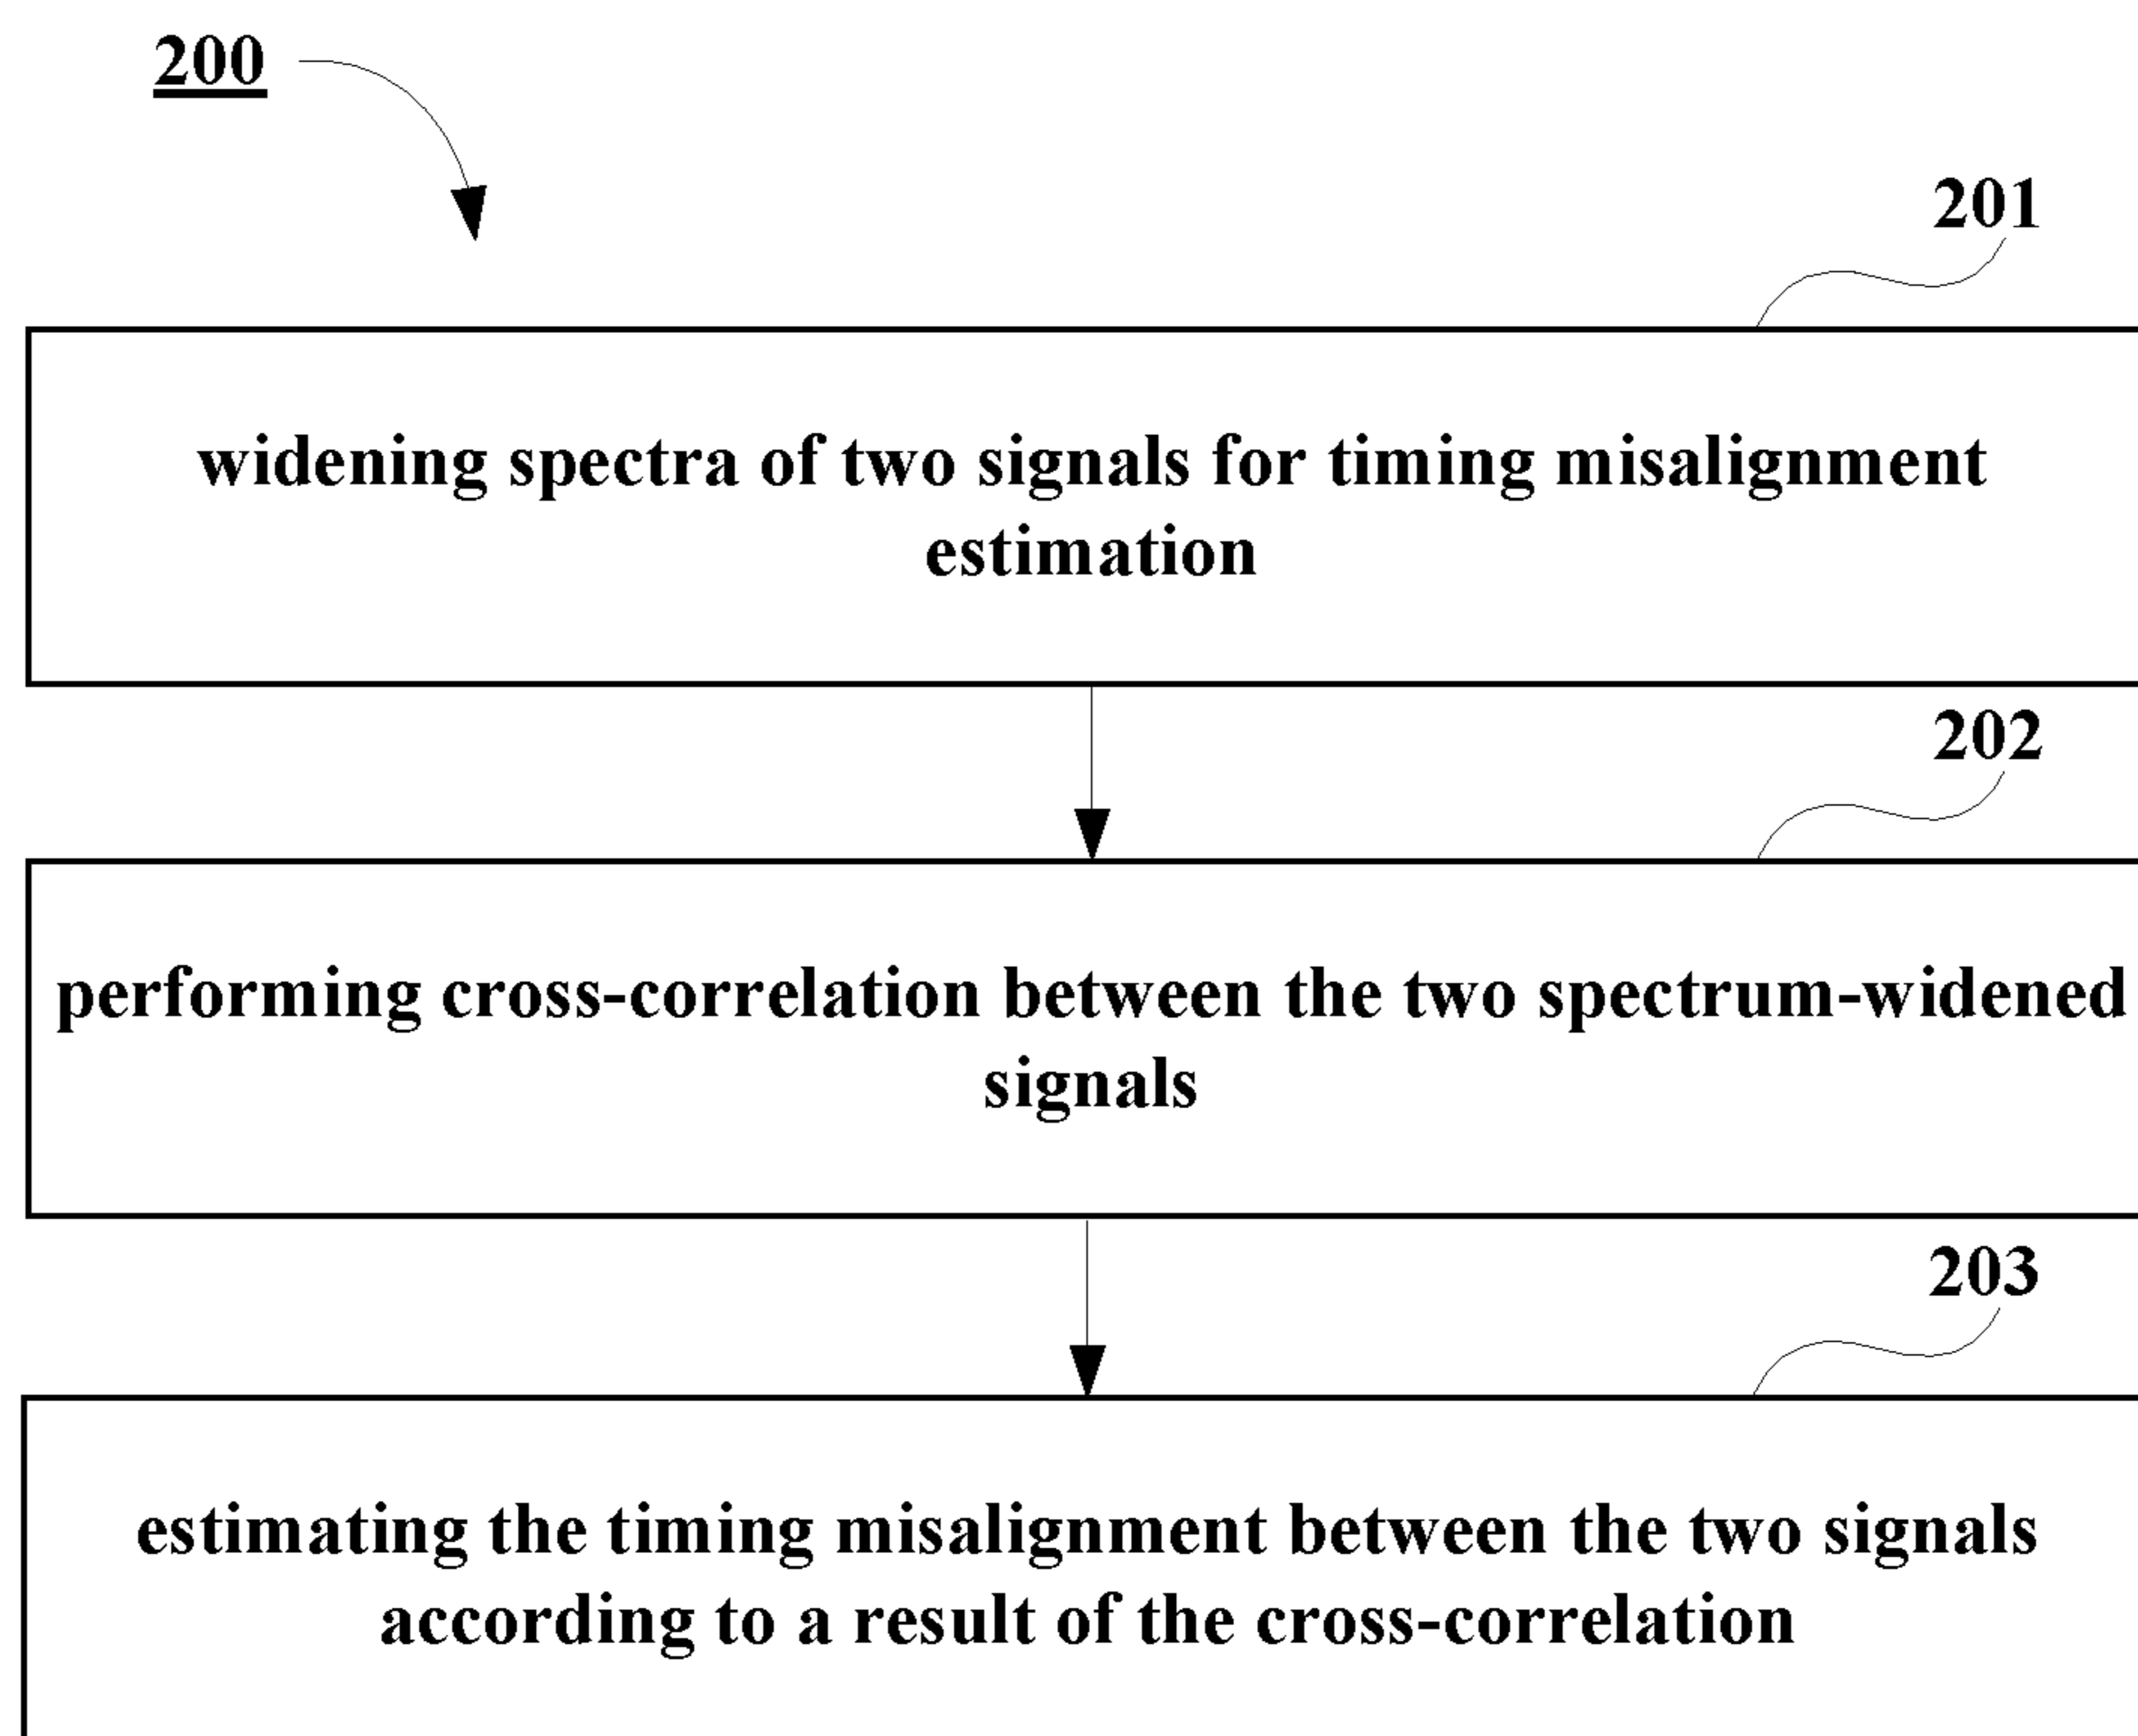 200
201
widening spectra of two signals for timing misalignment
estimation
202
performing cross-correlation between the two spectrum-widened
signals
203
estimating the timing misalignment between the two signals
according to a result of the cross-correlation